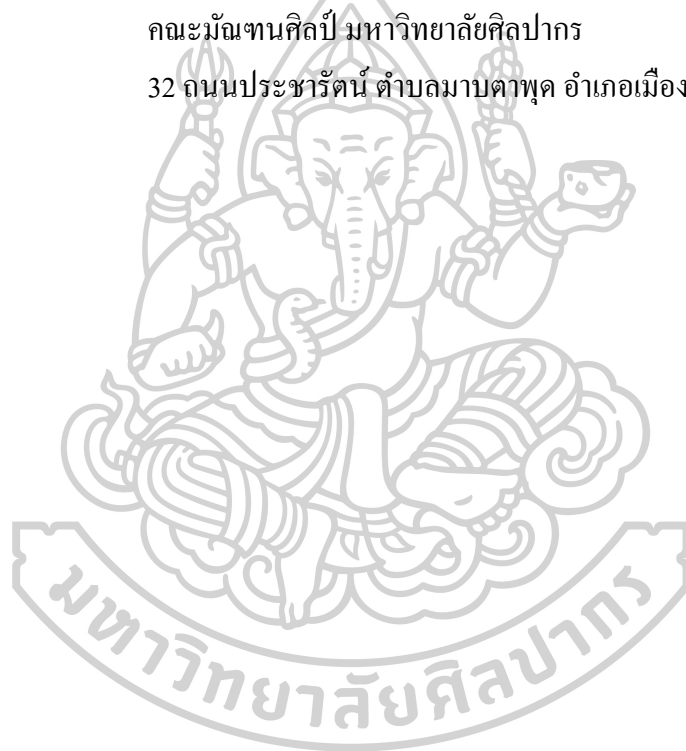 คณะมัณฑนศิลป์ มหาวิทยาลัยศิลปากร
32 ถนนประชารัตน์ ตำบลมาบตาพุด อำเภอเมือง
มหาวิทยาลัยศิลปากร